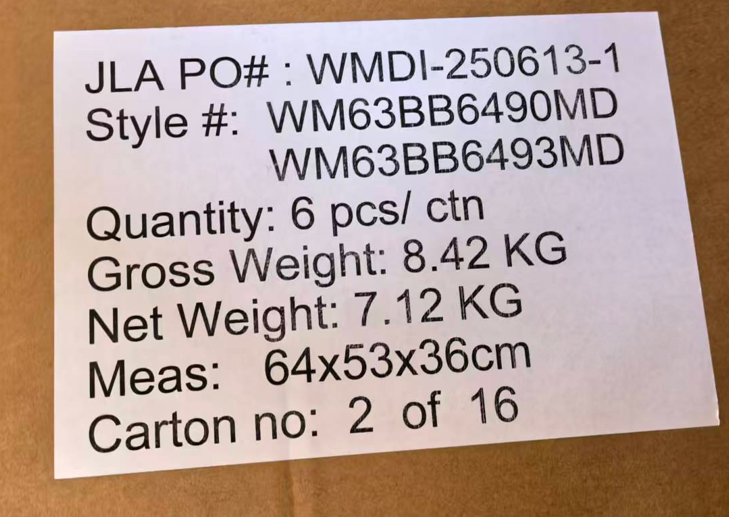 JLA PO# : WMDI-250613-1
Style #: WM63BB6490MD
WM63BB6493MD
Quantity: 6 pcs/ ctn
Gross Weight: 8.42 KG
Net Weight: 7.12 KG
Meas: 64x53x36cm
Carton no: 2 of 16